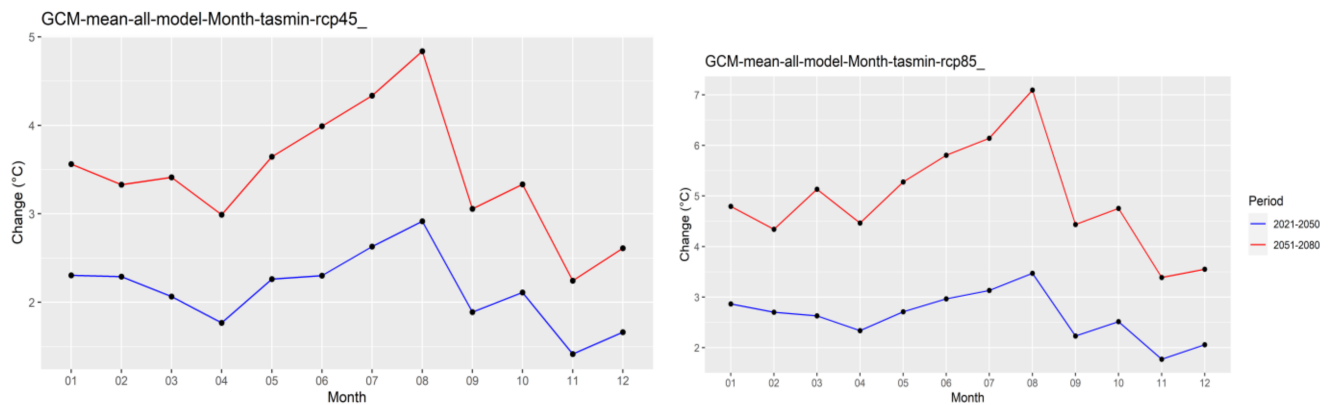 GCM-mean-all-model-Month-tasmin-rcp45_
5
4
3
2
Change (°C)
01 02 03 04 05 06 07 08 09 10 11 12
Month
GCM-mean-all-model-Month-tasmin-rcp85_
7
6
5
4
3
2
Change (°C)
01 02 03 04 05 06 07 08 09 10 11 12
Month
Period
2021-2050
2051-2080